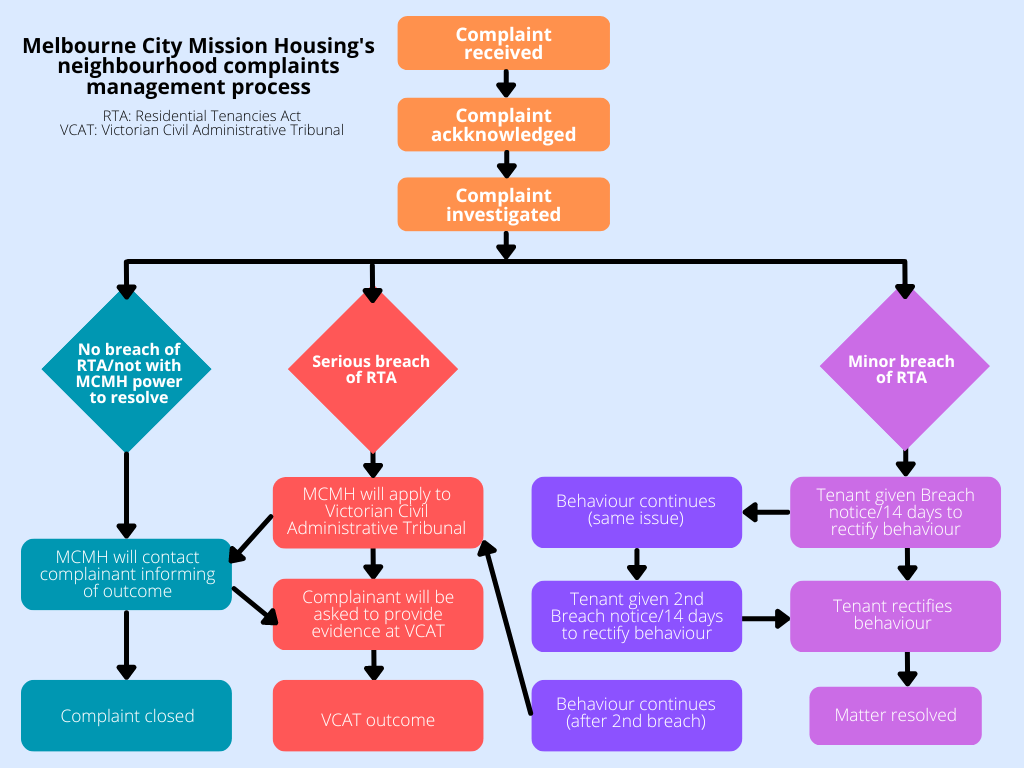 Melbourne City Mission Housing's
neighbourhood complaints
management process
RTA: Residential Tenancies Act
VCAT: Victorian Civil Administrative Tribunal
Complaint
received
Complaint
ackknowledged
Complaint
investigated
No breach of
RTA/not with
MCMH power
to resolve
Serious breach
of RTA
Minor breach
of RTA
MCMH will apply to
Victorian Civil
Administrative Tribunal
Behaviour continues
(same issue)
Tenant given Breach
notice/14 days to
rectify behaviour
MCMH will contact
complainant informing
of outcome
Complainant will be
asked to provide
evidence at VCAT
Tenant given 2nd
Breach notice/14 days
to rectify behaviour
Tenant rectifies
behaviour
Complaint closed
VCAT outcome
Behaviour continues
(after 2nd breach)
Matter resolved